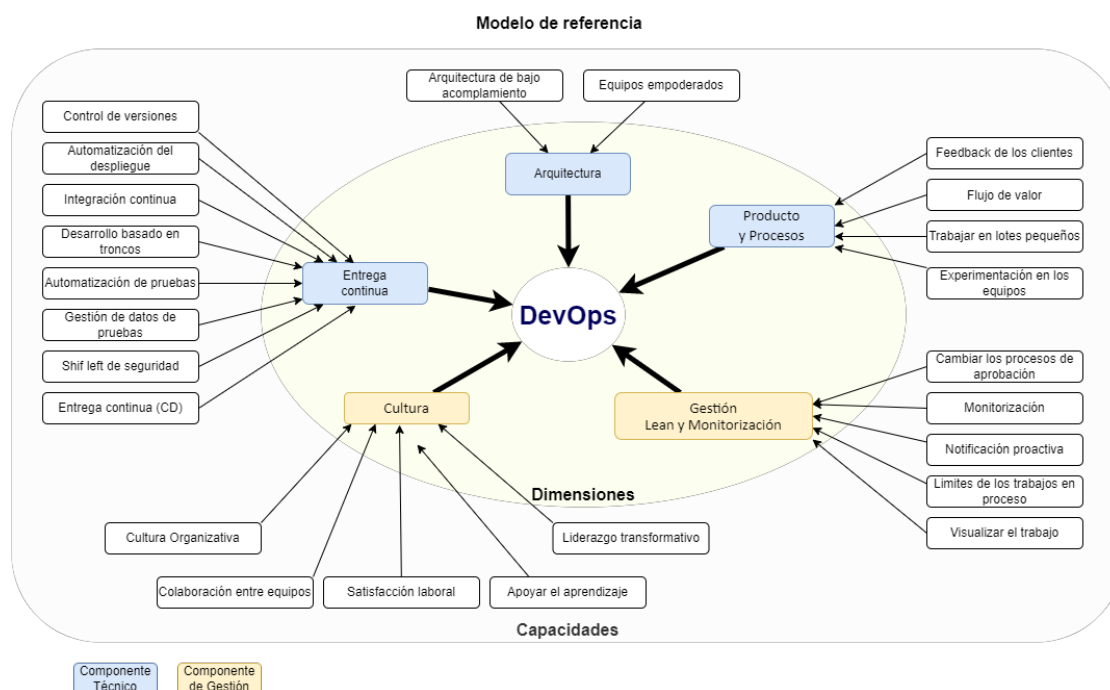 Modelo de referencia
Arquitectura de bajo
acomplamiento
Equipos empoderados
Control de versiones
Automatización del
despliegue
Integración continua
Desarrollo basado en
troncos
Automatización de pruebas
Gestión de datos de
pruebas
Shif left de seguridad
Entrega continua (CD)
Arquitectura
Producto
y Procesos
Entrega
continua
DevOps
Cultura
Gestión
Lean y Monitorización
Dimensiones
Feedback de los clientes
Flujo de valor
Trabajar en lotes pequeños
Experimentación en los
equipos
Cambiar los procesos de
aprobación
Monitorización
Notificación proactiva
Limites de los trabajos en
proceso
Visualizar el trabajo
Cultura Organizativa
Liderazgo transformativo
Colaboración entre equipos
Satisfacción laboral
Apoyar el aprendizaje
Capacidades
Componente
Técnico
Componente
de Gestión